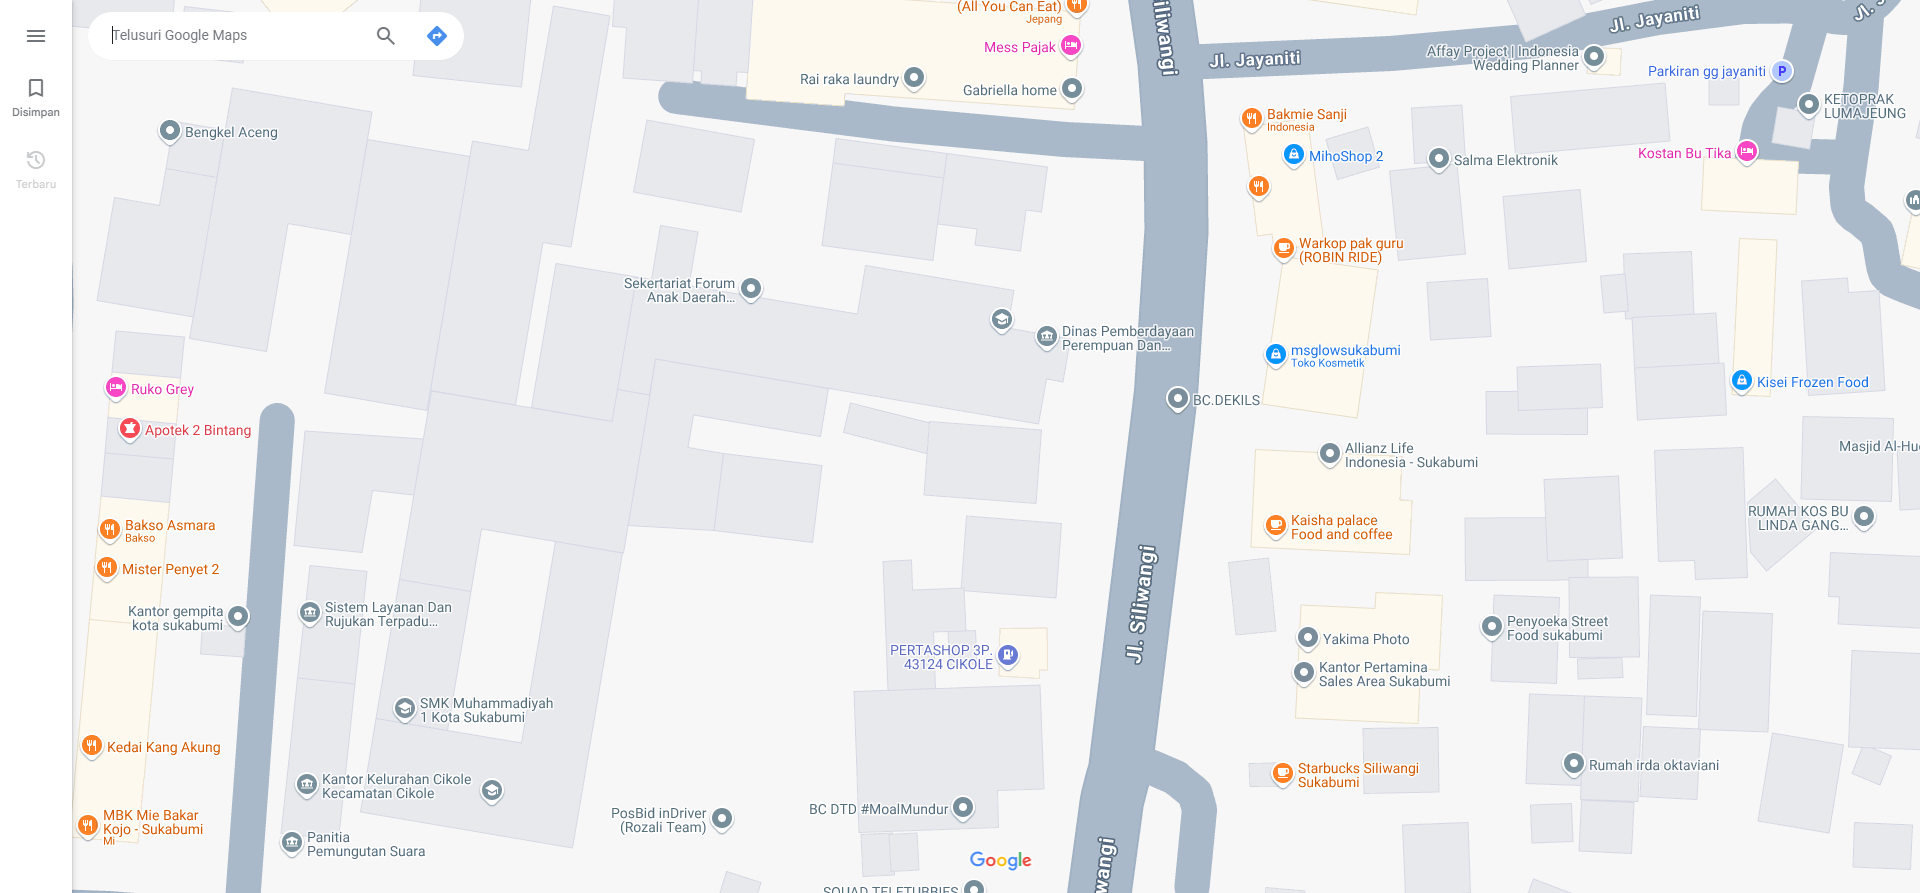 Telusuri Google Maps
Disimpan
Terbaru
(All You Can Eat)
Jepang
Mess Pajak
Rai raka laundry
Gabriella home
iliwangi
Jl. Jayaniti
Jl. Jayaniti
Jl. J
Affay Project | Indonesia
Wedding Planner
Parkiran gg jayaniti
P
KETOPRAK
LUMAJEUNG
Bengkel Aceng
Bakmie Sanji
Indonesia
MihoShop 2
Salma Elektronik
Kostan Bu Tika
Warkop pak guru
(ROBIN RIDE)
Sekertariat Forum
Anak Daerah...
Dinas Pemberdayaan
Perempuan Dan...
msglowsukabumi
Toko Kosmetik
Kisei Frozen Food
Ruko Grey
BC.DEKILS
Apotek 2 Bintang
Allianz Life
Indonesia - Sukabumi
Masjid Al-Hu
Kaisha palace
Food and coffee
RUMAH KOS BU
LINDA GANG...
Bakso Asmara
Bakso
Mister Penyet 2
Jl. Siliwangi
Kantor gempita
kota sukabumi
Sistem Layanan Dan
Rujukan Terpadu...
PERTASHOP 3P.
43124 CIKOLE
Yakima Photo
Penyoeka Street
Food sukabumi
Kantor Pertamina
Sales Area Sukabumi
SMK Muhammadiyah
1 Kota Sukabumi
Kedai Kang Akung
Starbucks Siliwangi
Sukabumi
Rumah irda oktaviani
Kantor Kelurahan Cikole
Kecamatan Cikole
PosBid inDriver
(Rozali Team)
BC DTD #MoalMundur
MBK Mie Bakar
Kojo - Sukabumi
Mi
Panitia
Pemungutan Suara
Google
wangi
SQUAD TELETUBBIES